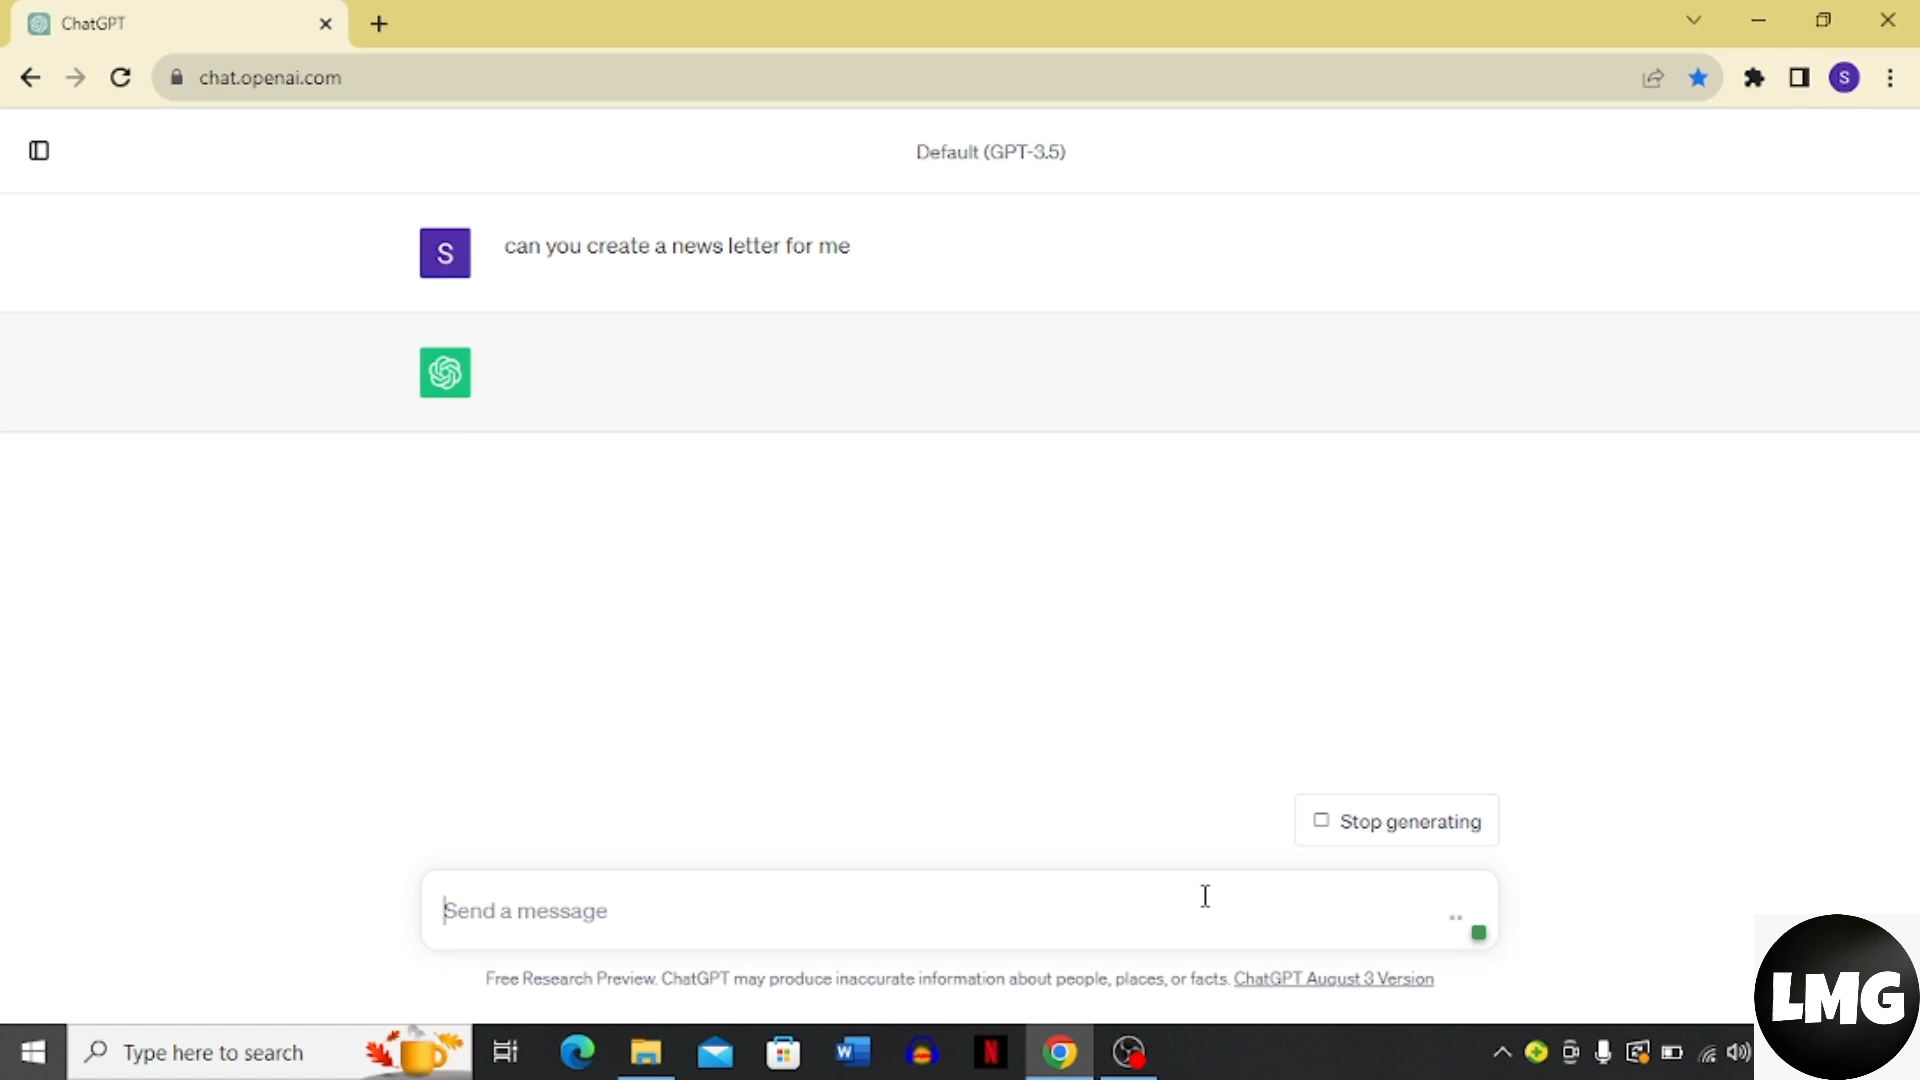 ChatGPT
chat.openai.com
S
Default (GPT-3.5)
S
can you create a news letter for me
Stop generating
Send a message
Free Research Preview. ChatGPT may produce inaccurate information about people, places, or facts. ChatGPT August 3 Version
Type here to search
W
N
LMG